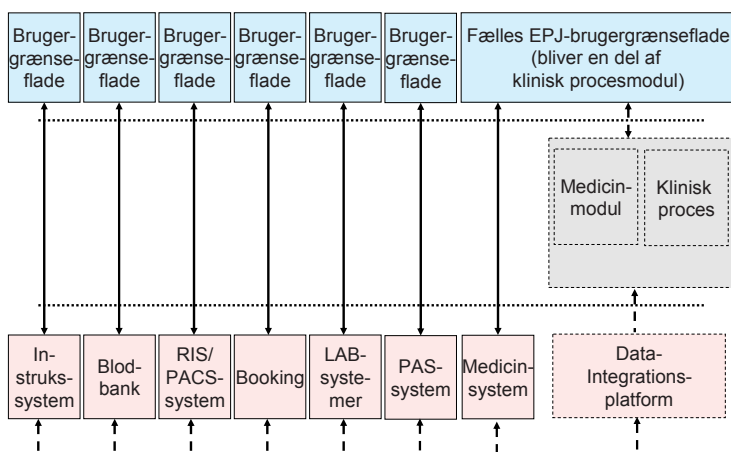 Bruger-
grænse-
flade
Bruger-
grænse-
flade
Bruger-
grænse-
flade
Bruger-
grænse-
flade
Bruger-
grænse-
flade
Bruger-
grænse-
flade
Fælles EPJ-brugergrænseflade
(bliver en del af
klinisk procesmodul)
Medicin-
modul
Klinisk
proces
In-
struks-
system
Blod-
bank
RIS/
PACS-
system
Booking
LAB-
syste-
mer
PAS-
system
Medicin-
system
Data-
Integrations-
platform